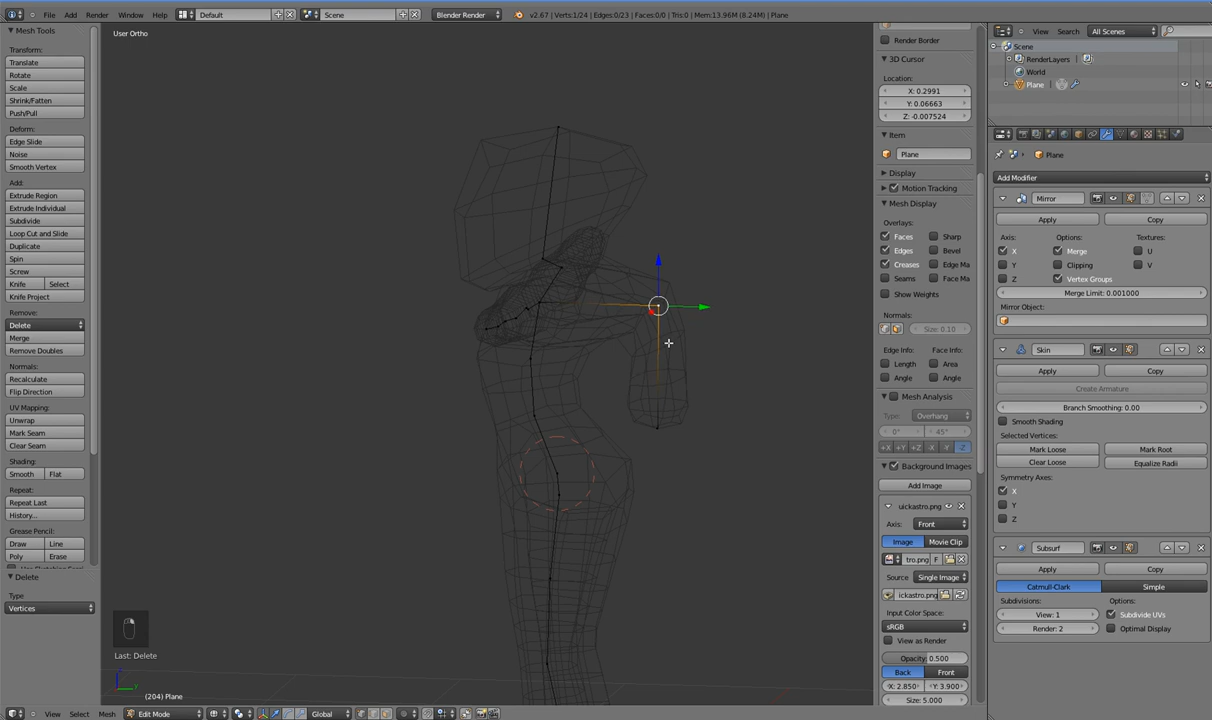 File Add Render Window Help Default Scene Blender Render v2.67 | Verts:1/24 | Edges:0/23 | Faces:0/0 | Tris:0 | Mem:13.96M (8.24M) | Plane
Mesh Tools
Transform:
Translate
Rotate
Scale
Shrink/Fatten
Push/Pull
Deform:
Edge Slide
Noise
Smooth Vertex
Add:
Extrude Region
Extrude Individual
Subdivide
Loop Cut and Slide
Duplicate
Spin
Screw
Knife Select
Knife Project
Remove:
Delete
Merge
Remove Doubles
Normals:
Recalculate
Flip Direction
UV Mapping:
Unwrap
Mark Seam
Clear Seam
Shading:
Smooth Flat
Repeat:
Repeat Last
History...
Grease Pencil:
Draw Line
Poly Erase
Delete
Type
Vertices
User Ortho
Last: Delete
(204) Plane
View Select Mesh Edit Mode Global
Render Border
3D Cursor
Location:
X: 0.2991
Y: 0.06663
Z: -0.007524
Item
Plane
Display
Motion Tracking
Mesh Display
Overlays:
Faces Sharp
Edges Bevel
Creases Edge Ma
Seams Face Ma
Show Weights
Normals:
Size: 0.10
Edge Info: Face Info:
Length Area
Angle Angle
Mesh Analysis
Type: Overhang
0° 45°
+X +Y +Z -X -Y -Z
Background Images
Add Image
uickastro.png
Axis: Front
Image Movie Clip
tro.png F
Source Single Image
ickastro.png
Input Color Space:
sRGB
View as Render
Opacity: 0.500
Back Front
X: 2.850 Y: 3.900
Size: 5.000
View Search All Scenes
Scene
RenderLayers
World
Plane
Plane
Add Modifier
Mirror
Apply Copy
Axis: Options: Textures:
X Merge U
Y Clipping V
Z Vertex Groups
Merge Limit: 0.001000
Mirror Object:
Skin
Apply Copy
Create Armature
Branch Smoothing: 0.00
Smooth Shading
Selected Vertices:
Mark Loose Mark Root
Clear Loose Equalize Radii
Symmetry Axes:
X
Y
Z
Subsurf
Apply Copy
Catmull-Clark Simple
Subdivisions: Options:
View: 1 Subdivide UVs
Render: 2 Optimal Display